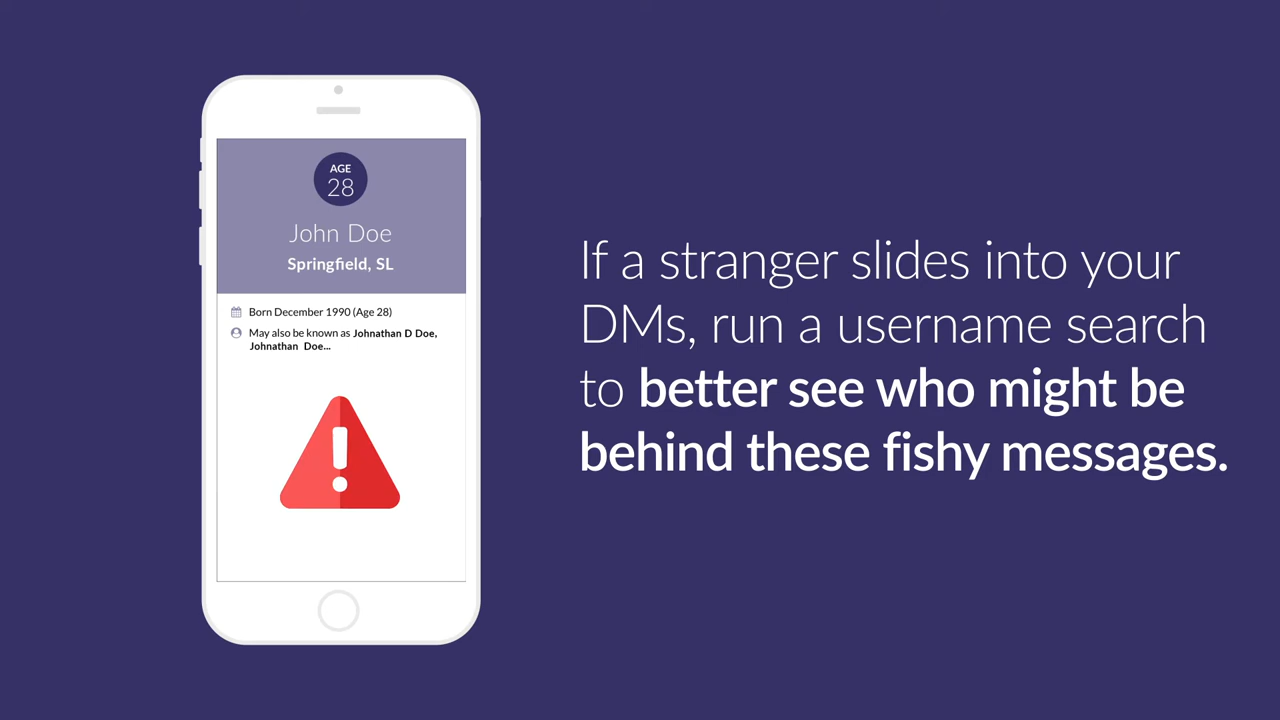 AGE
28
John Doe
Springfield, SL
Born December 1990 (Age 28)
May also be known as Johnathan D Doe,
Johnathan Doe...
If a stranger slides into your
DMs, run a username search
to better see who might be
behind these fishy messages.